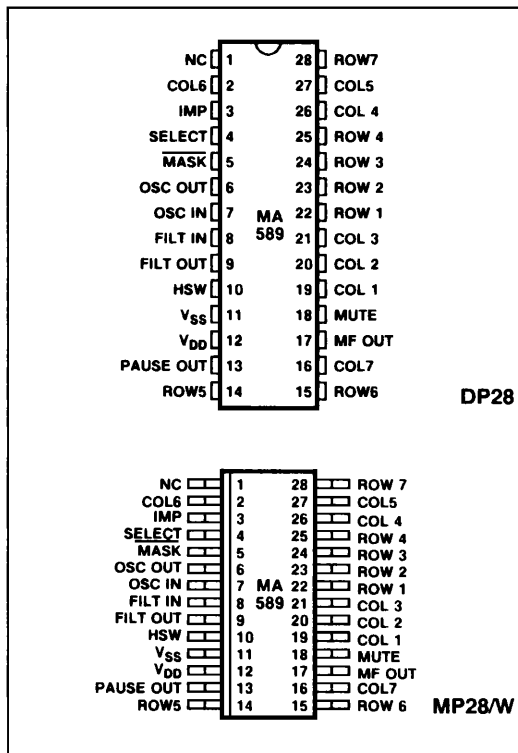 NC 1 28 ROW7
COL6 2 27 COL5
IMP 3 26 COL 4
SELECT 4 25 ROW 4
MASK 5 24 ROW 3
OSC OUT 6 23 ROW 2
OSC IN 7 22 ROW 1
MA
589
FILT IN 8 21 COL 3
FILT OUT 9 20 COL 2
HSW 10 19 COL 1
VSS 11 18 MUTE
VDD 12 17 MF OUT
PAUSE OUT 13 16 COL7
ROW5 14 15 ROW6
DP28
NC 1 28 ROW 7
COL6 2 27 COL5
IMP 3 26 COL 4
SELECT 4 25 ROW 4
MASK 5 24 ROW 3
OSC OUT 6 23 ROW 2
OSC IN 7 22 ROW 1
MA
589
FILT IN 8 21 COL 3
FILT OUT 9 20 COL 2
HSW 10 19 COL 1
VSS 11 18 MUTE
VDD 12 17 MF OUT
PAUSE OUT 13 16 COL7
ROW5 14 15 ROW 6
MP28/W